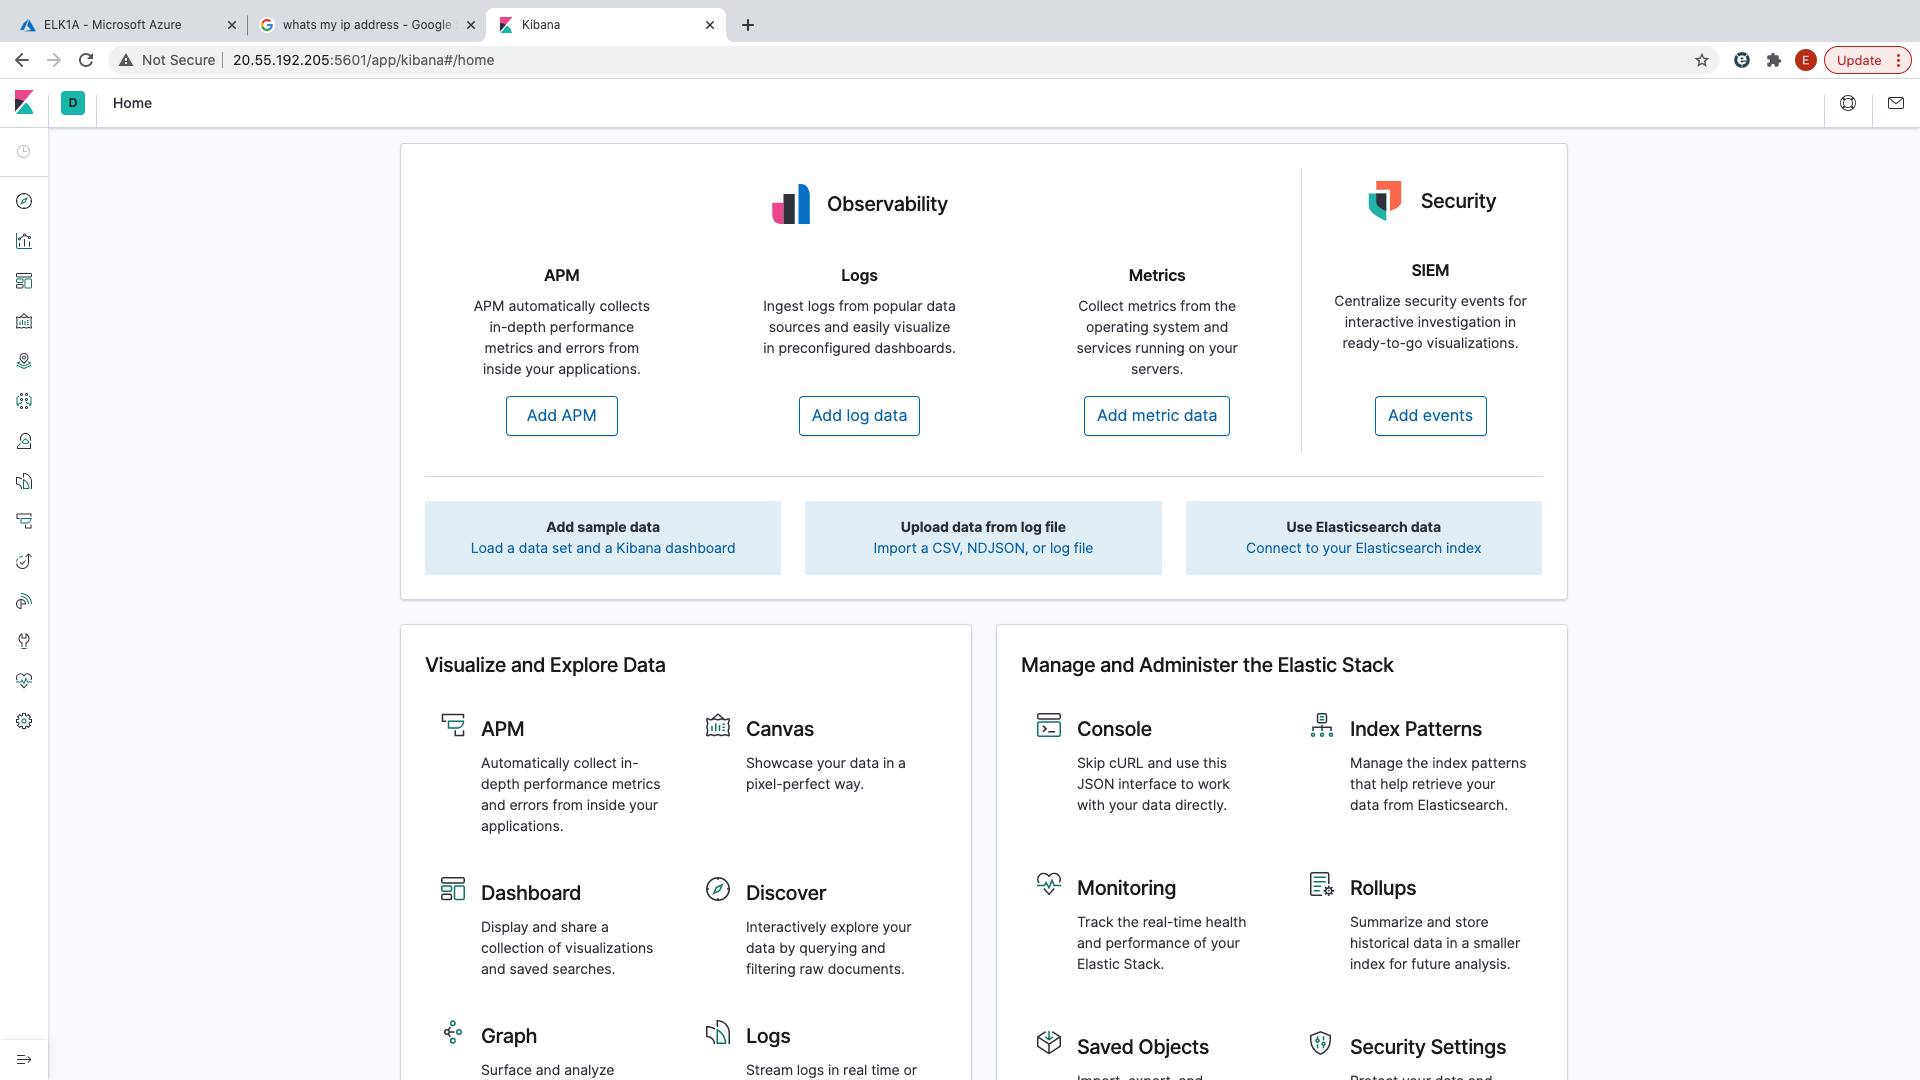 ELK1A - Microsoft Azure
whats my ip address - Google
Kibana
Not Secure
20.55.192.205:5601/app/kibana#/home
E
Update
D
Home
Observability
Security
APM
APM automatically collects
in-depth performance
metrics and errors from
inside your applications.
Add APM
Logs
Ingest logs from popular data
sources and easily visualize
in preconfigured dashboards.
Add log data
Metrics
Collect metrics from the
operating system and
services running on your
servers.
Add metric data
SIEM
Centralize security events for
interactive investigation in
ready-to-go visualizations.
Add events
Add sample data
Load a data set and a Kibana dashboard
Upload data from log file
Import a CSV, NDJSON, or log file
Use Elasticsearch data
Connect to your Elasticsearch index
Visualize and Explore Data
APM
Automatically collect in-
depth performance metrics
and errors from inside your
applications.
Canvas
Showcase your data in a
pixel-perfect way.
Dashboard
Display and share a
collection of visualizations
and saved searches.
Discover
Interactively explore your
data by querying and
filtering raw documents.
Graph
Surface and analyze
Logs
Stream logs in real time or
Manage and Administer the Elastic Stack
Console
Skip cURL and use this
JSON interface to work
with your data directly.
Index Patterns
Manage the index patterns
that help retrieve your
data from Elasticsearch.
Monitoring
Track the real-time health
and performance of your
Elastic Stack.
Rollups
Summarize and store
historical data in a smaller
index for future analysis.
Saved Objects
Import, export, and
Security Settings
Protect your data and